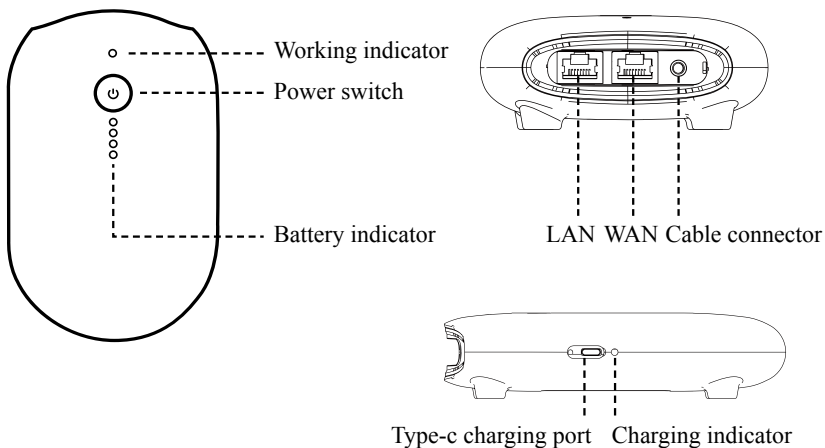 Working indicator
Power switch
Battery indicator
LAN WAN Cable connector
Type-c charging port Charging indicator